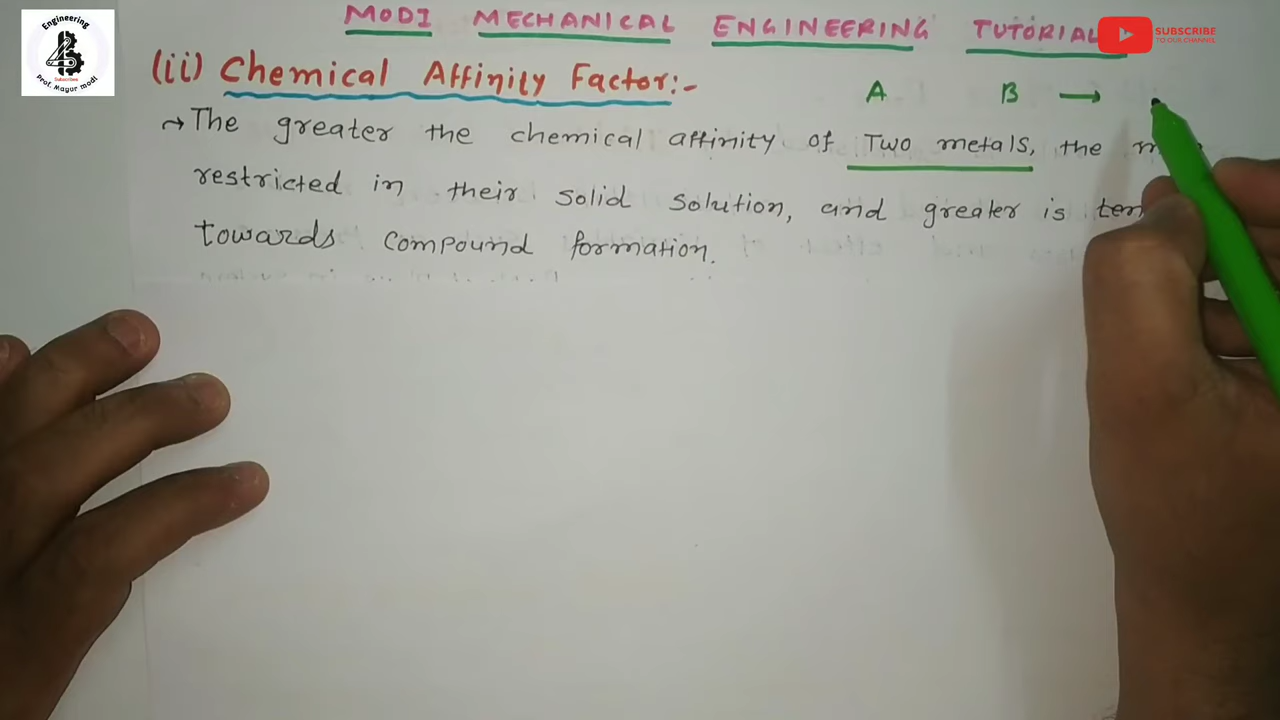 MODI MECHANICAL ENGINEERING TUTORIAL
SUBSCRIBE
TO OUR CHANNEL
Engineering
Subscribe
Prof. Mayur modi
(ii) Chemical Affinity Factor:-
A B →
→ The greater the chemical affinity of Two metals, the
restricted in their solid solution, and greater is
towards compound formation.